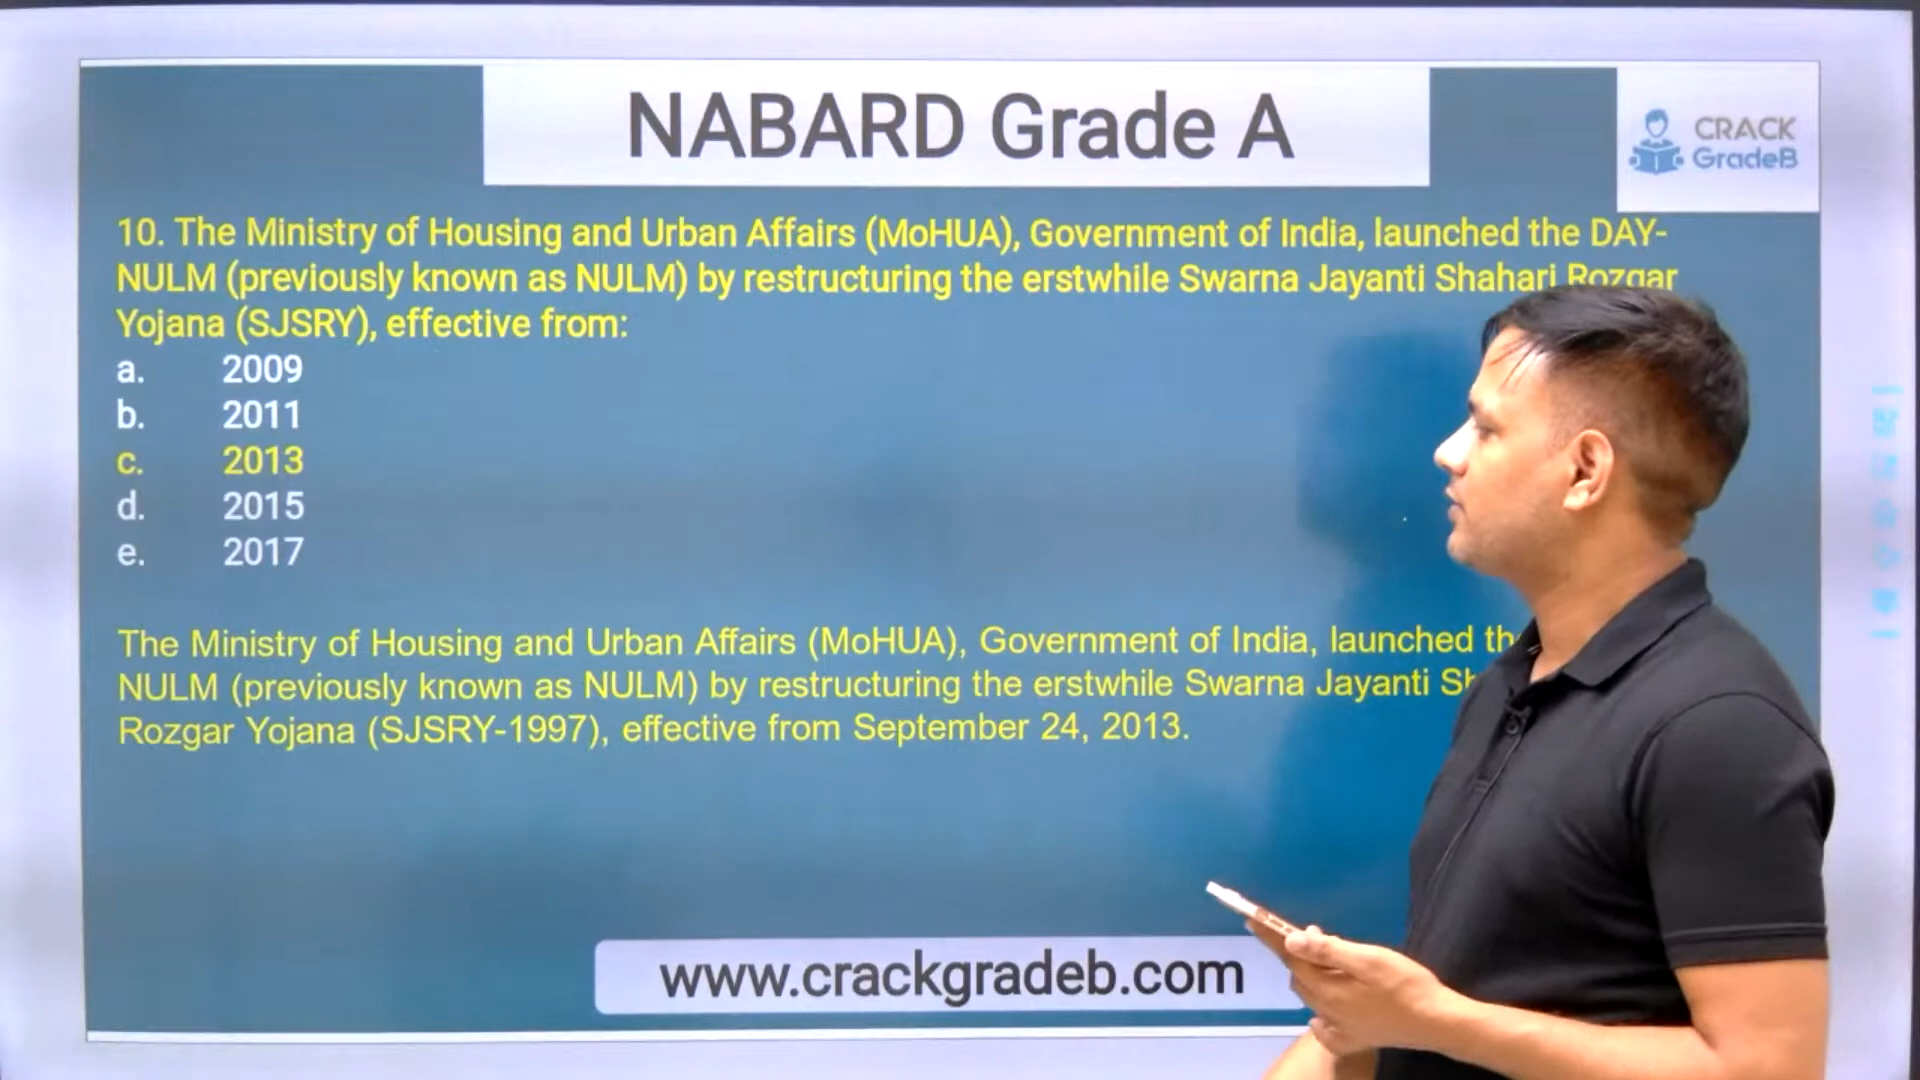 NABARD Grade A
CRACK
GradeB
10. The Ministry of Housing and Urban Affairs (MoHUA), Government of India, launched the DAY-
NULM (previously known as NULM) by restructuring the erstwhile Swarna Jayanti Shahari Rozgar
Yojana (SJSRY), effective from:
a. 2009
b. 2011
c. 2013
d. 2015
e. 2017
The Ministry of Housing and Urban Affairs (MoHUA), Government of India, launched
NULM (previously known as NULM) by restructuring the erstwhile Swarna Jayanti
Rozgar Yojana (SJSRY-1997), effective from September 24, 2013.
www.crackgradeb.com